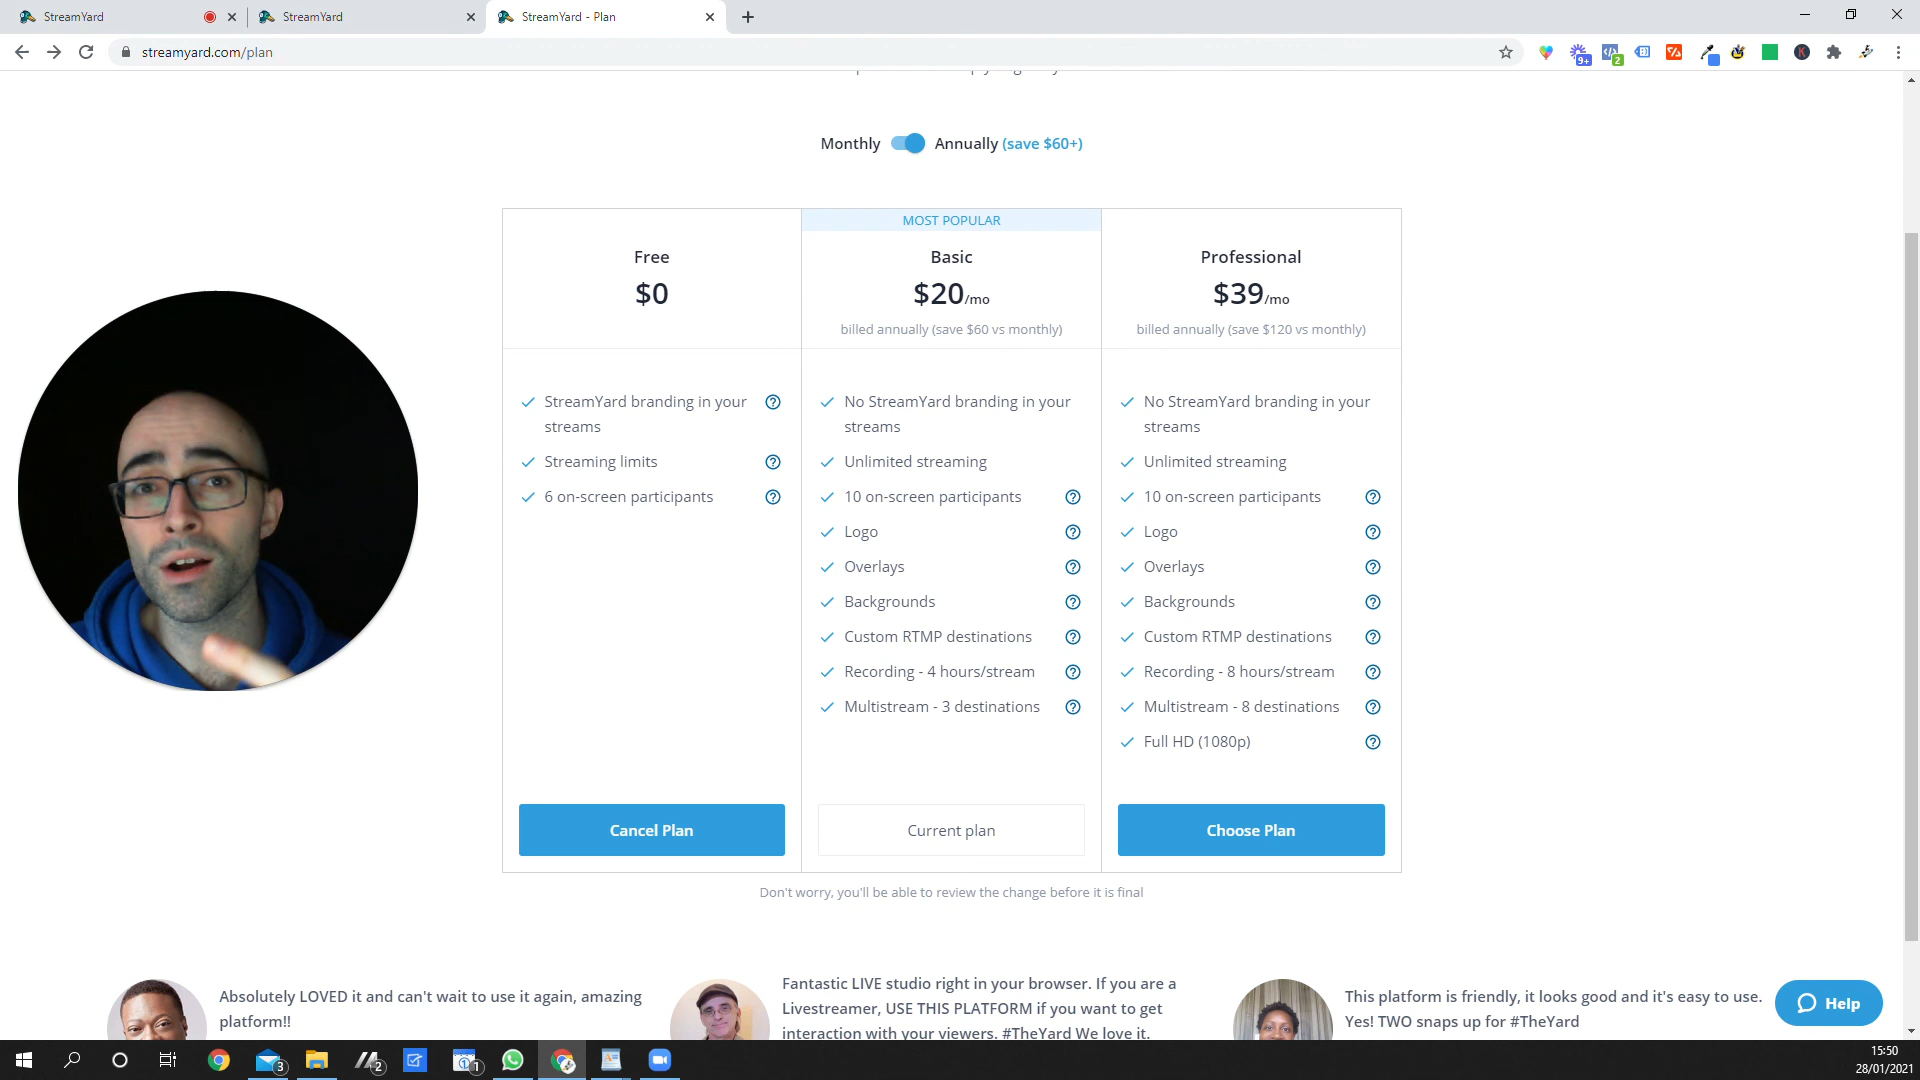 StreamYard
StreamYard
StreamYard - Plan
streamyard.com/plan
9+
2
K
Monthly
Annually (save $60+)
MOST POPULAR
Free
$0
Basic
$20/mo
billed annually (save $60 vs monthly)
Professional
$39/mo
billed annually (save $120 vs monthly)
StreamYard branding in your
streams
Streaming limits
6 on-screen participants
No StreamYard branding in your
streams
Unlimited streaming
10 on-screen participants
Logo
Overlays
Backgrounds
Custom RTMP destinations
Recording - 4 hours/stream
Multistream - 3 destinations
No StreamYard branding in your
streams
Unlimited streaming
10 on-screen participants
Logo
Overlays
Backgrounds
Custom RTMP destinations
Recording - 8 hours/stream
Multistream - 8 destinations
Full HD (1080p)
Cancel Plan
Current plan
Choose Plan
Don't worry, you'll be able to review the change before it is final
Absolutely LOVED it and can't wait to use it again, amazing
platform!!
Fantastic LIVE studio right in your browser. If you are a
Livestreamer, USE THIS PLATFORM if you want to get
interaction with your viewers. #TheYard We love it.
This platform is friendly, it looks good and it's easy to use.
Yes! TWO snaps up for #TheYard
Help
3
2
1
15:50
28/01/2021